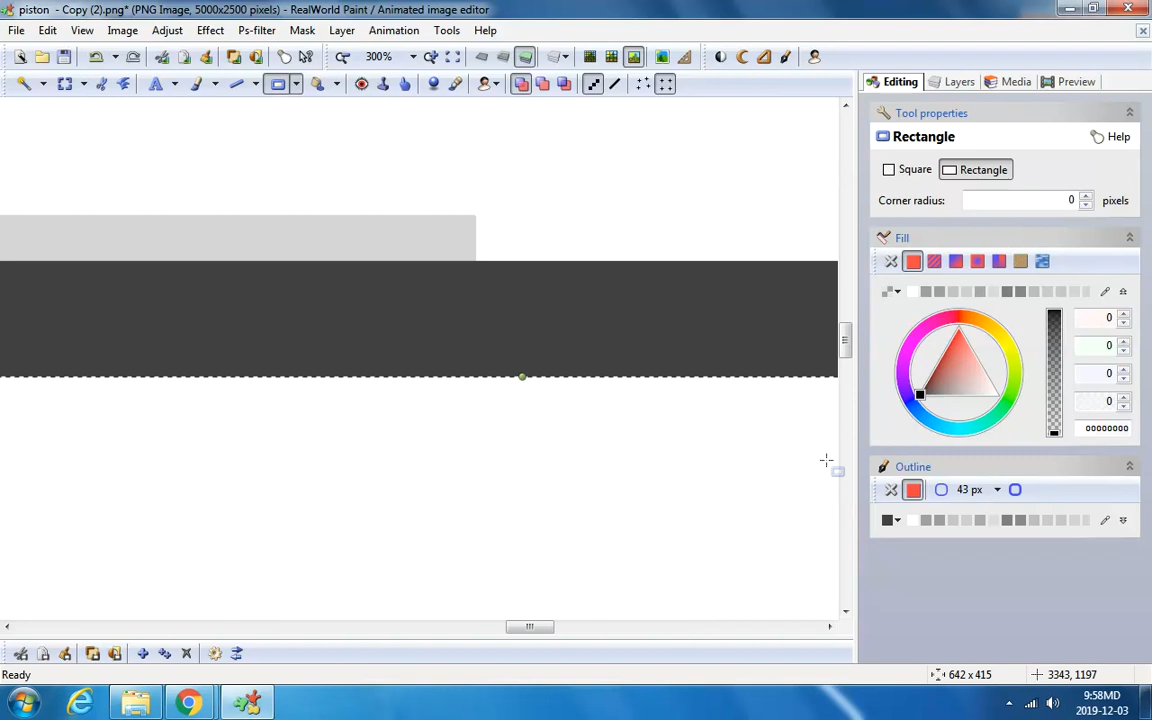 piston - Copy (2).png* (PNG Image, 5000x2500 pixels) - RealWorld Paint / Animated image editor
File Edit View Image Adjust Effect Ps-filter Mask Layer Animation Tools Help
300%
Editing Layers Media Preview
Tool properties
Rectangle Help
Square Rectangle
Corner radius: 0 pixels
Fill
0
0
0
0
00000000
Outline
43 px
Ready 642 x 415 3343, 1197
9:58MD
2019-12-03